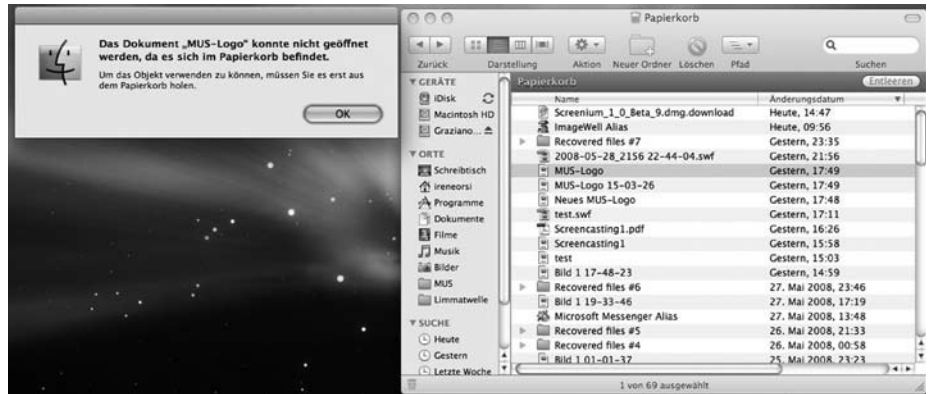 Das Dokument „MUS-Logo" konnte nicht geöffnet
werden, da es sich im Papierkorb befindet.
Um das Objekt verwenden zu können, müssen Sie es erst aus
dem Papierkorb holen.
OK
Papierkorb
Zurück Darstellung Aktion Neuer Ordner Löschen Pfad Suchen
GERÄTE
iDisk
Macintosh HD
Graziano...
ORTE
Schreibtisch
ireneorsi
Programme
Dokumente
Filme
Musik
Bilder
MUS
Limmatwelle
SUCHE
Heute
Gestern
Letzte Woche
Papierkorb Entleeren
Name Änderungsdatum
Screenium_1_0_Beta_9.dmg.download Heute, 14:47
ImageWell Alias Heute, 09:56
Recovered files #7 Gestern, 23:35
2008-05-28_2156 22-44-04.swf Gestern, 21:56
MUS-Logo Gestern, 17:49
MUS-Logo 15-03-26 Gestern, 17:49
Neues MUS-Logo Gestern, 17:48
test.swf Gestern, 17:11
Screencasting1.pdf Gestern, 16:26
Screencasting1 Gestern, 15:58
test Gestern, 15:03
Bild 1 17-48-23 Gestern, 14:59
Recovered files #6 27. Mai 2008, 23:46
Bild 1 19-33-46 27. Mai 2008, 17:19
Microsoft Messenger Alias 27. Mai 2008, 13:48
Recovered files #5 26. Mai 2008, 21:33
Recovered files #4 26. Mai 2008, 00:58
Bild 1 01-01-37 25. Mai 2008, 23:23
1 von 69 ausgewählt